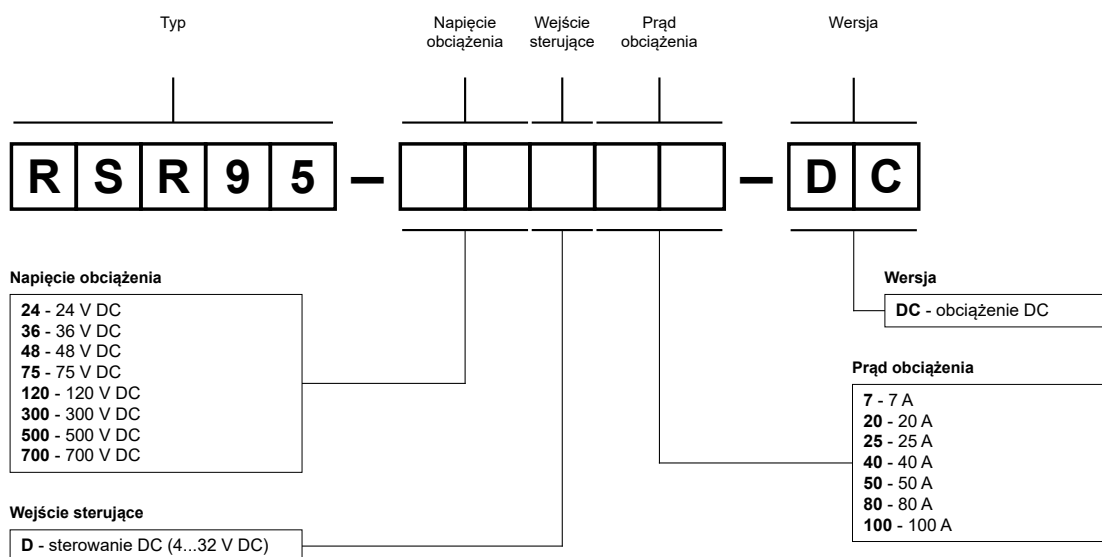 Typ
Napięcie
obciążenia
Wejście
sterujące
Prąd
obciążenia
Wersja
R S R 9 5 – – D C
Napięcie obciążenia
24 - 24 V DC
36 - 36 V DC
48 - 48 V DC
75 - 75 V DC
120 - 120 V DC
300 - 300 V DC
500 - 500 V DC
700 - 700 V DC
Wejście sterujące
D - sterowanie DC (4...32 V DC)
Wersja
DC - obciążenie DC
Prąd obciążenia
7 - 7 A
20 - 20 A
25 - 25 A
40 - 40 A
50 - 50 A
80 - 80 A
100 - 100 A